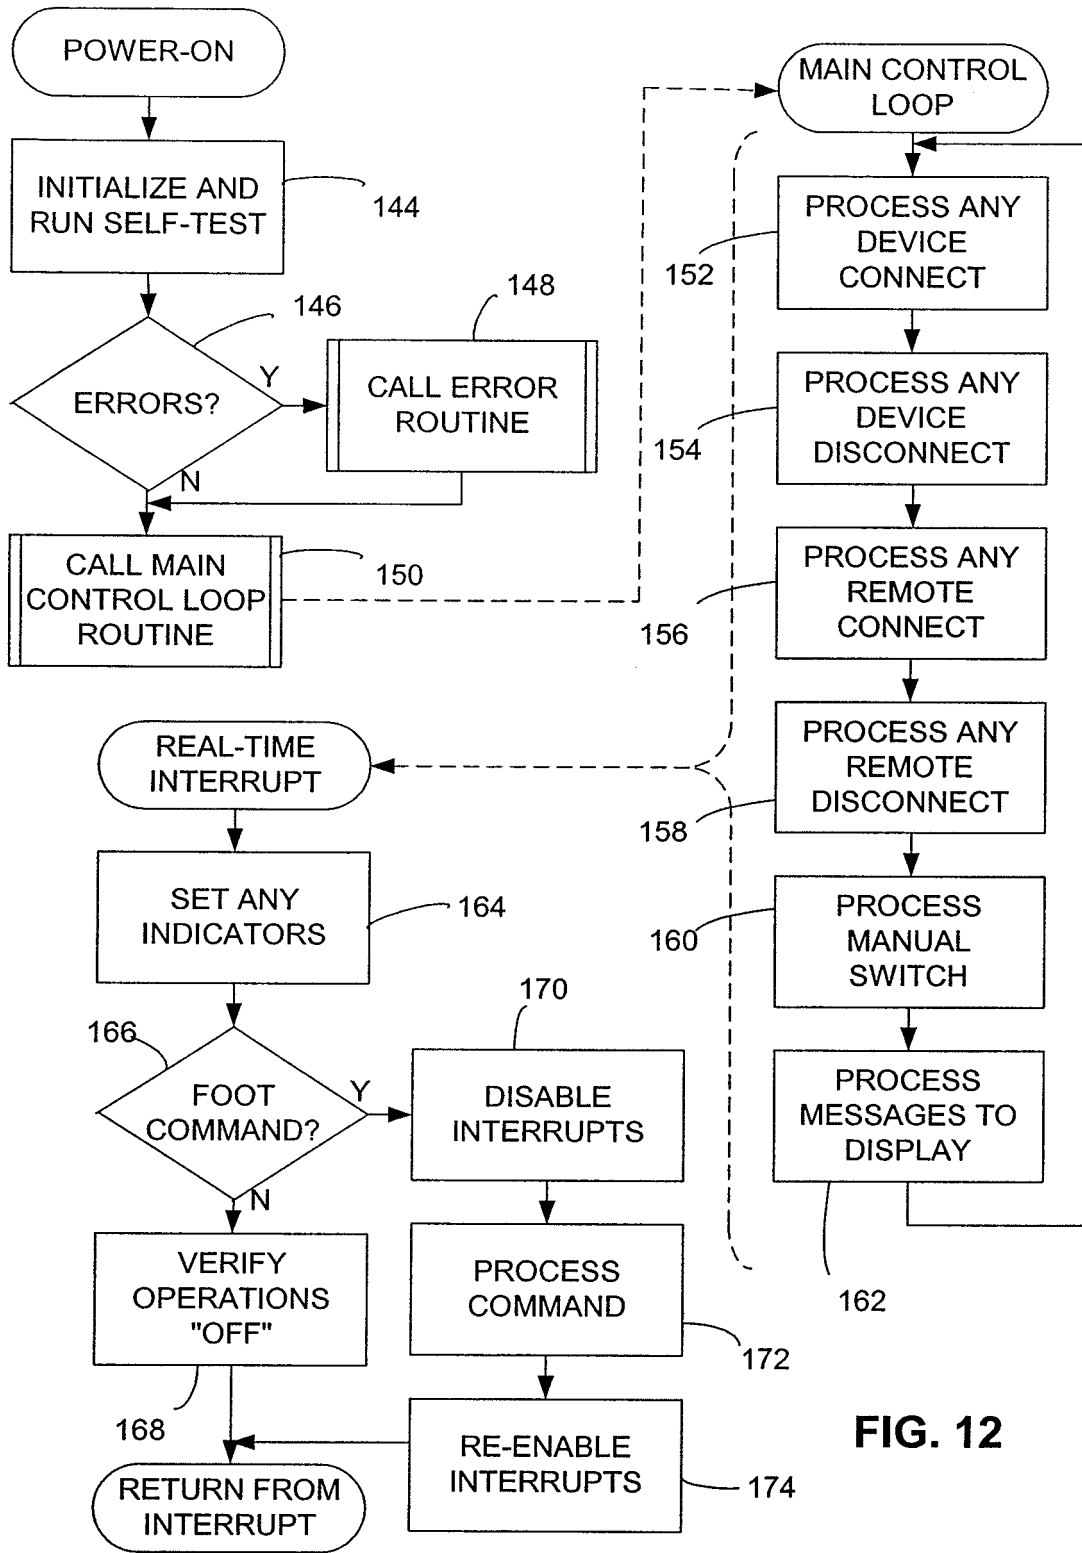 POWER-ON
INITIALIZE AND
RUN SELF-TEST
144
146
ERRORS?
Y
N
148
CALL ERROR
ROUTINE
CALL MAIN
CONTROL LOOP
ROUTINE
150
MAIN CONTROL
LOOP
PROCESS ANY
DEVICE
CONNECT
152
PROCESS ANY
DEVICE
DISCONNECT
154
PROCESS ANY
REMOTE
CONNECT
156
PROCESS ANY
REMOTE
DISCONNECT
158
PROCESS
MANUAL
SWITCH
160
PROCESS
MESSAGES TO
DISPLAY
162
REAL-TIME
INTERRUPT
SET ANY
INDICATORS
164
166
FOOT
COMMAND?
Y
N
170
DISABLE
INTERRUPTS
VERIFY
OPERATIONS
"OFF"
168
PROCESS
COMMAND
172
RE-ENABLE
INTERRUPTS
174
RETURN FROM
INTERRUPT
FIG. 12